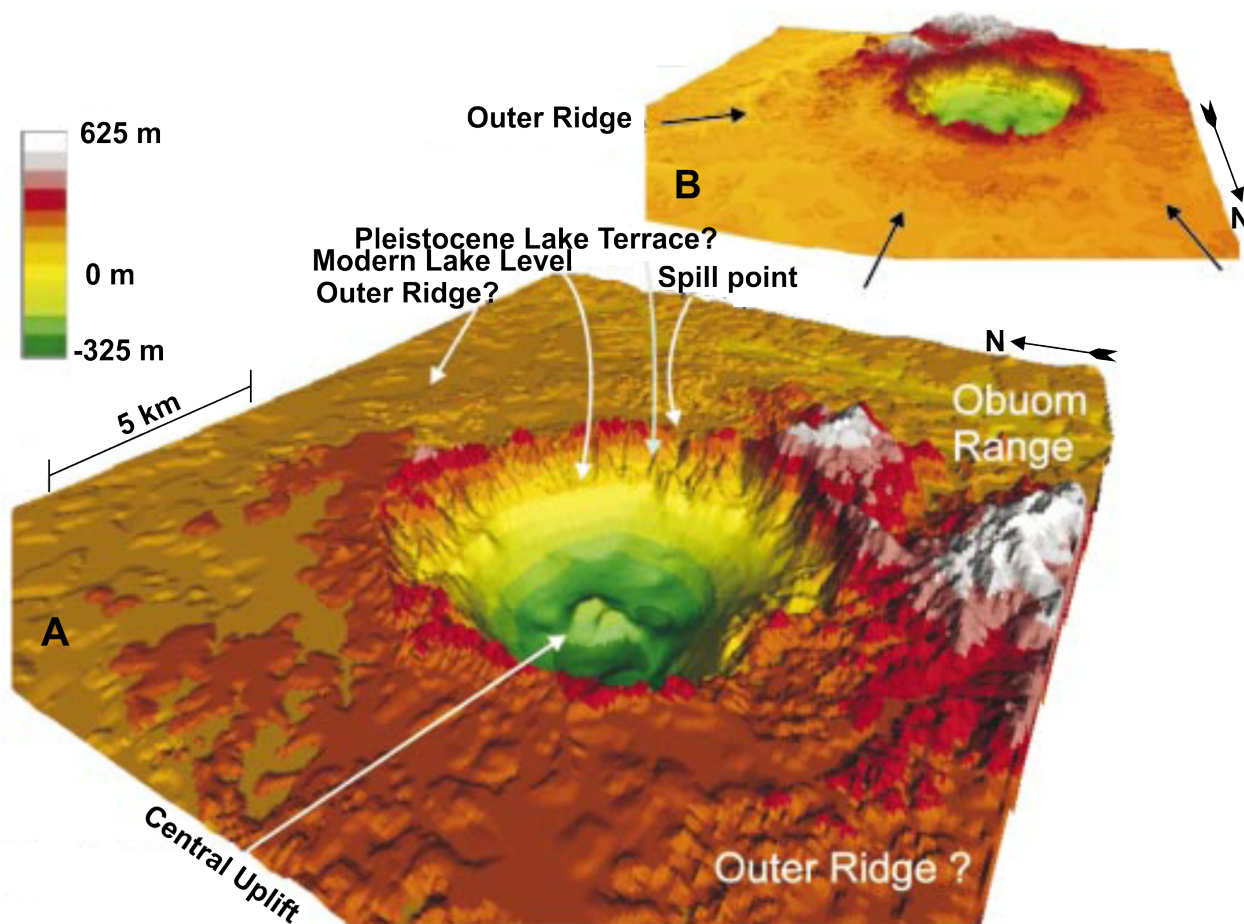 625 m
0 m
-325 m
5 km
Outer Ridge
B
N
Pleistocene Lake Terrace?
Modern Lake Level
Outer Ridge?
Spill point
N
Obuom
Range
A
Central Uplift
Outer Ridge ?